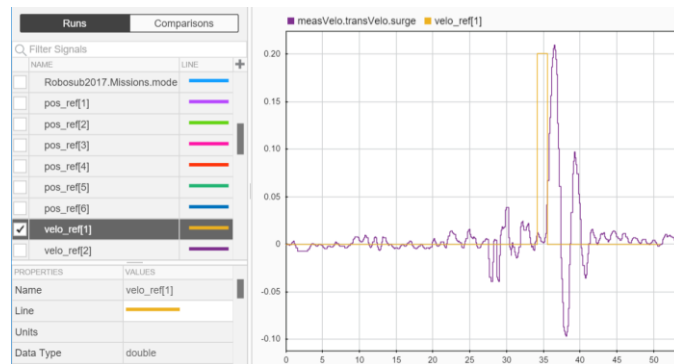 Runs Comparisons
Filter Signals
NAME LINE
Robosub2017.Missions.mode
pos_ref[1]
pos_ref[2]
pos_ref[3]
pos_ref[4]
pos_ref[5]
pos_ref[6]
velo_ref[1]
velo_ref[2]
PROPERTIES VALUES
Name velo_ref[1]
Line
Units
Data Type double
measVelo.transVelo.surge velo_ref[1]
0.20
0.15
0.10
0.05
0
-0.05
-0.10
0 5 10 15 20 25 30 35 40 45 50